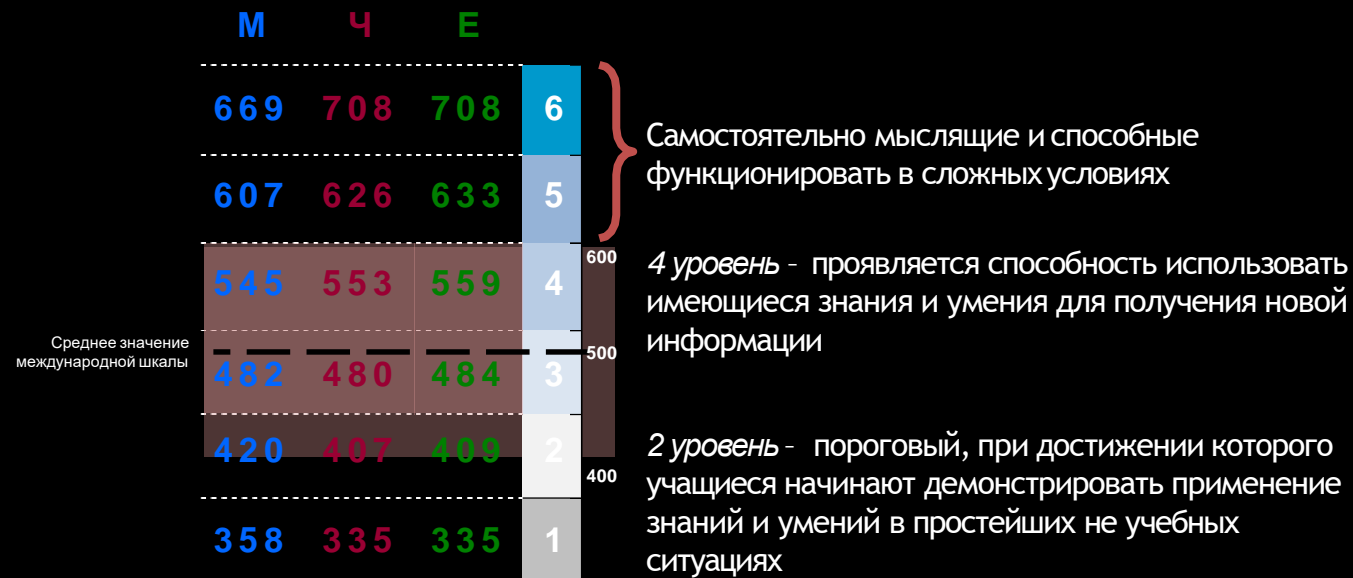 М Ч Е
669 708 708 6
607 626 633 5
600
545 553 559 4
Среднее значение
международной шкалы
500
482 480 484 3
420 407 409 2
400
358 335 335 1
Самостоятельно мыслящие и способные
функционировать в сложных условиях
4 уровень - проявляется способность использовать
имеющиеся знания и умения для получения новой
информации
2 уровень - пороговый, при достижении которого
учащиеся начинают демонстрировать применение
знаний и умений в простейших не учебных
ситуациях